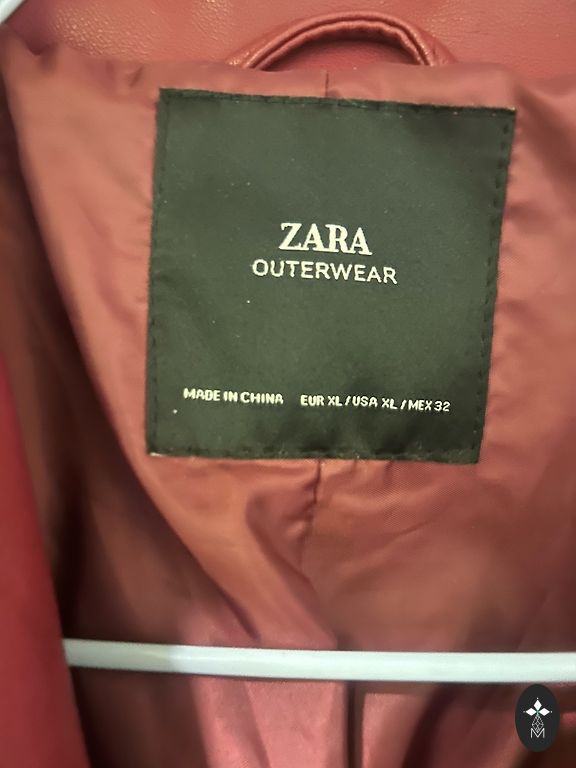 ZARA
OUTERWEAR
MADE IN CHINA EUR XL / USA XL / MEX 32
M